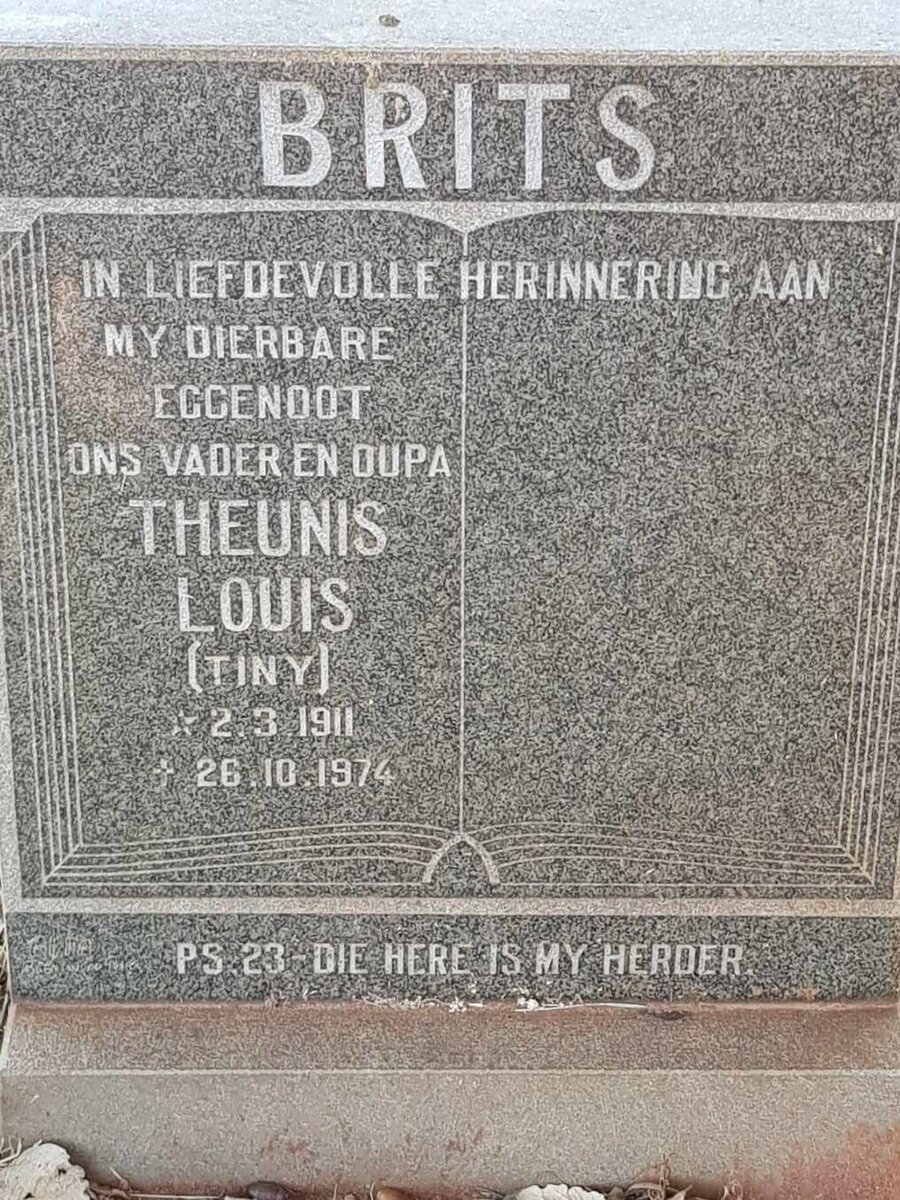 BRITS
IN LIEFDEVOLLE HERINNERING AAN
MY DIERBARE
EGGENOOT
ONS VADER EN OUPA
THEUNIS
LOUIS
(TINY)
* 2.3.1911
† 26.10.1974
PS.23-DIE HERE IS MY HERDER.